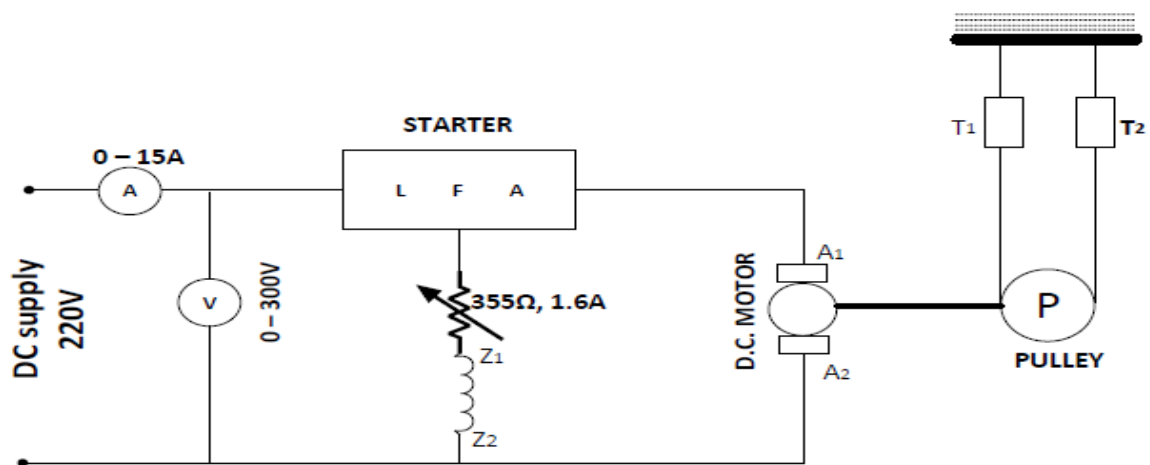 STARTER
0 – 15A
A
L F A
T1
T2
DC supply
220V
V
0 – 300V
355Ω, 1.6A
Z1
Z2
D.C. MOTOR
A1
A2
P
PULLEY